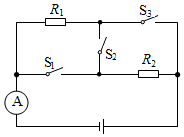 R₁ S₃
S₂
S₁ R₂
A